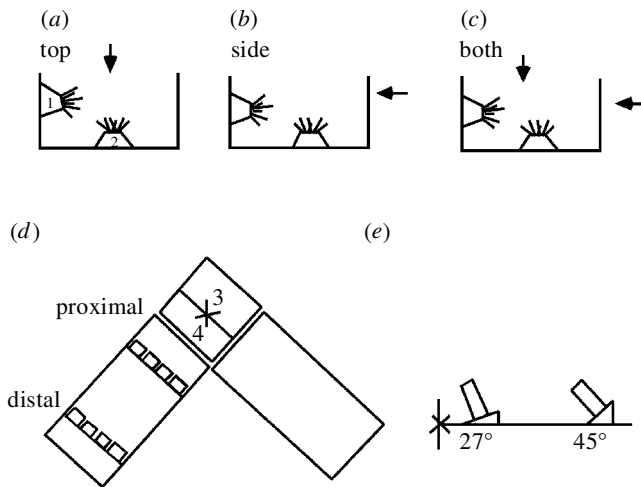 (a)
top
(b)
side
(c)
both
1
2
(d)
proximal
3
4
distal
(e)
27°
45°